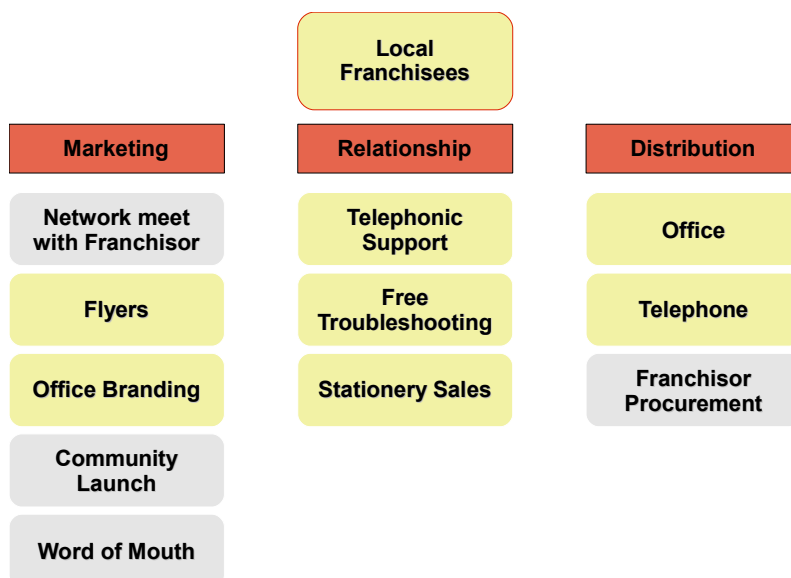 Local
Franchisees
Marketing
Relationship
Distribution
Network meet
with Franchisor
Flyers
Office Branding
Community
Launch
Word of Mouth
Telephonic
Support
Free
Troubleshooting
Stationery Sales
Office
Telephone
Franchisor
Procurement